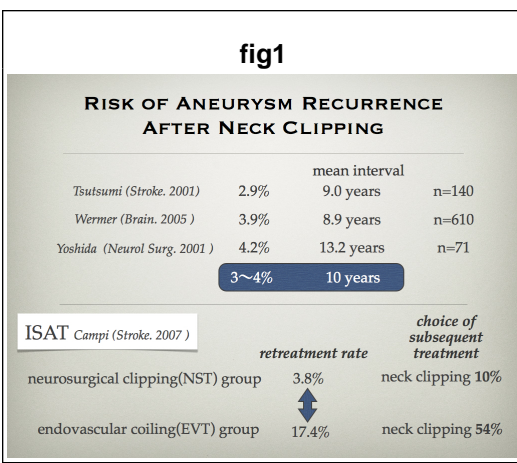 fig1
RISK OF ANEURYSM RECURRENCE
AFTER NECK CLIPPING
mean interval
Tsutsumi (Stroke. 2001) 2.9% 9.0 years n=140
Wermer (Brain. 2005 ) 3.9% 8.9 years n=610
Yoshida (Neurol Surg. 2001 ) 4.2% 13.2 years n=71
3~4% 10 years
ISAT Campi (Stroke. 2007 )
choice of
subsequent
retreatment rate treatment
neurosurgical clipping(NST) group 3.8% neck clipping 10%
endovascular coiling(EVT) group 17.4% neck clipping 54%